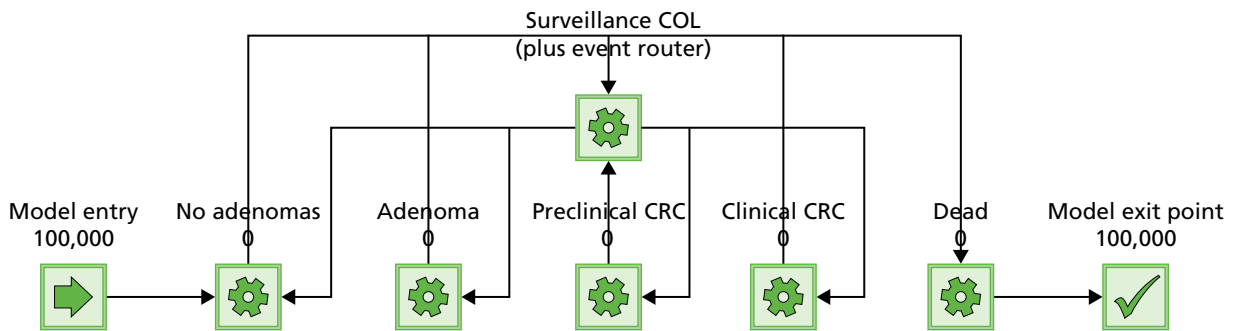 Surveillance COL
(plus event router)
Model entry
100,000
No adenomas
0
Adenoma
0
Preclinical CRC
0
Clinical CRC
0
Dead
0
Model exit point
100,000